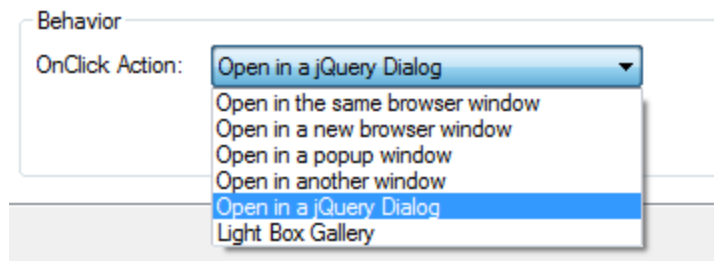 Behavior
OnClick Action: Open in a jQuery Dialog
Open in the same browser window
Open in a new browser window
Open in a popup window
Open in another window
Open in a jQuery Dialog
Light Box Gallery